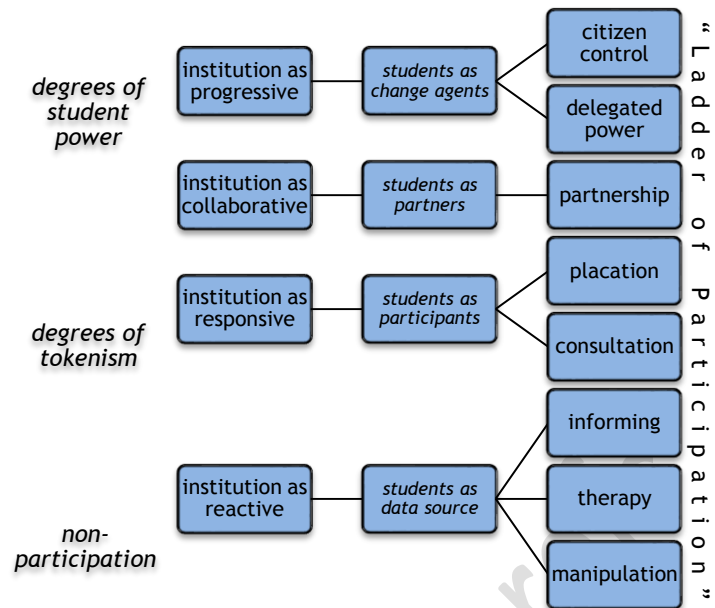 degrees of
student
power
institution as
progressive
students as
change agents
citizen
control
delegated
power
institution as
collaborative
students as
partners
partnership
degrees of
tokenism
institution as
responsive
students as
participants
placation
consultation
non-
participation
institution as
reactive
students as
data source
informing
therapy
manipulation
“Ladder of Participation”